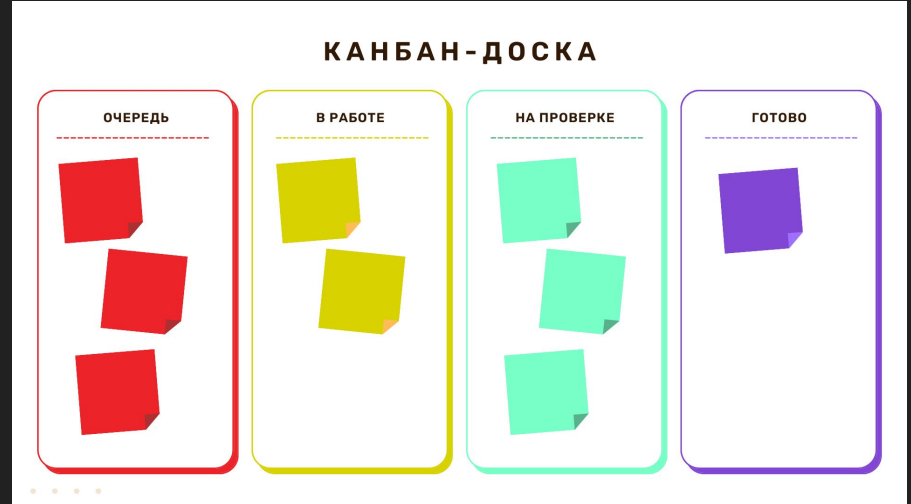 КАНБАН-ДОСКА
ОЧЕРЕДЬ
В РАБОТЕ
НА ПРОВЕРКЕ
ГОТОВО